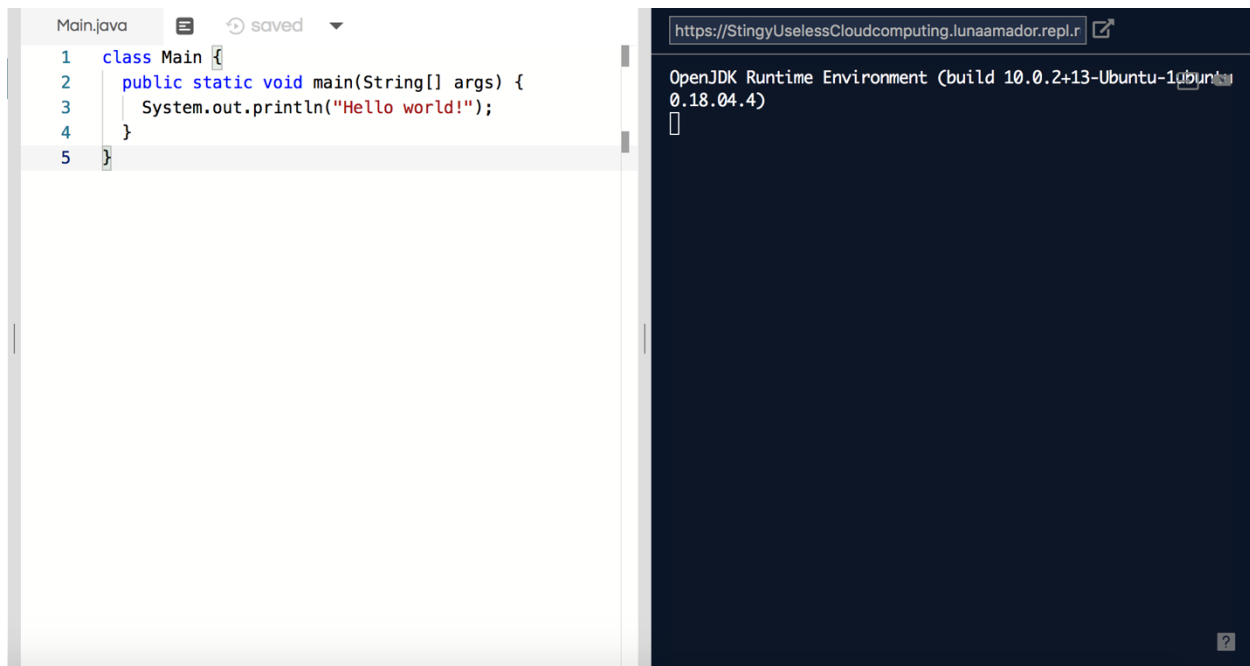 Main.java saved
1 class Main {
2 public static void main(String[] args) {
3 System.out.println("Hello world!");
4 }
5 }
https://StingyUselessCloudcomputing.lunaamador.repl.r
OpenJDK Runtime Environment (build 10.0.2+13-Ubuntu-1ubuntu
0.18.04.4)
?